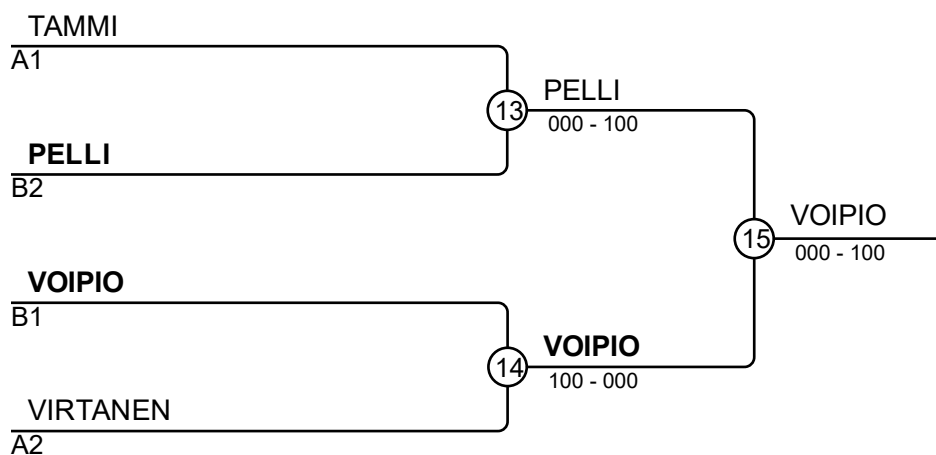 TAMMI
A1
13
PELLI
000 - 100
PELLI
B2
15
VOIPIO
000 - 100
VOIPIO
B1
14
VOIPIO
100 - 000
VIRTANEN
A2